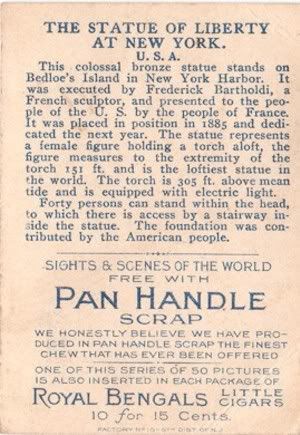 THE STATUE OF LIBERTY
AT NEW YORK.
U. S. A.
This colossal bronze statue stands on
Bedloe's Island in New York Harbor. It
was executed by Frederick Bartholdi, a
French sculptor, and presented to the peo-
ple of the U. S. by the people of France.
It was placed in position in 1885 and dedi-
cated the next year. The statue represents
a female figure holding a torch aloft, the
figure measures to the extremity of the
torch 151 ft. and is the loftiest statue in
the world. The torch is 305 ft. above mean
tide and is equipped with electric light.
Forty persons can stand within the head,
to which there is access by a stairway in-
side the statue. The foundation was con-
tributed by the American people.
SIGHTS & SCENES OF THE WORLD
FREE WITH
PAN HANDLE
SCRAP
WE HONESTLY BELIEVE WE HAVE PRO-
DUCED IN PAN HANDLE SCRAP THE FINEST
CHEW THAT HAS EVER BEEN OFFERED
ONE OF THIS SERIES OF 50 PICTURES
IS ALSO INSERTED IN EACH PACKAGE OF
ROYAL BENGALS LITTLE CIGARS
10 for 15 Cents.
FACTORY Nº 15-5TH DIST. OF N.J.